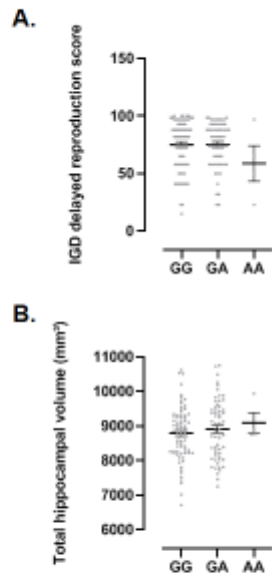 A.
IGD delayed reproduction score
150
100
50
0
GG GA AA
B.
Total hippocampal volume (mm³)
11000
10000
9000
8000
7000
6000
GG GA AA